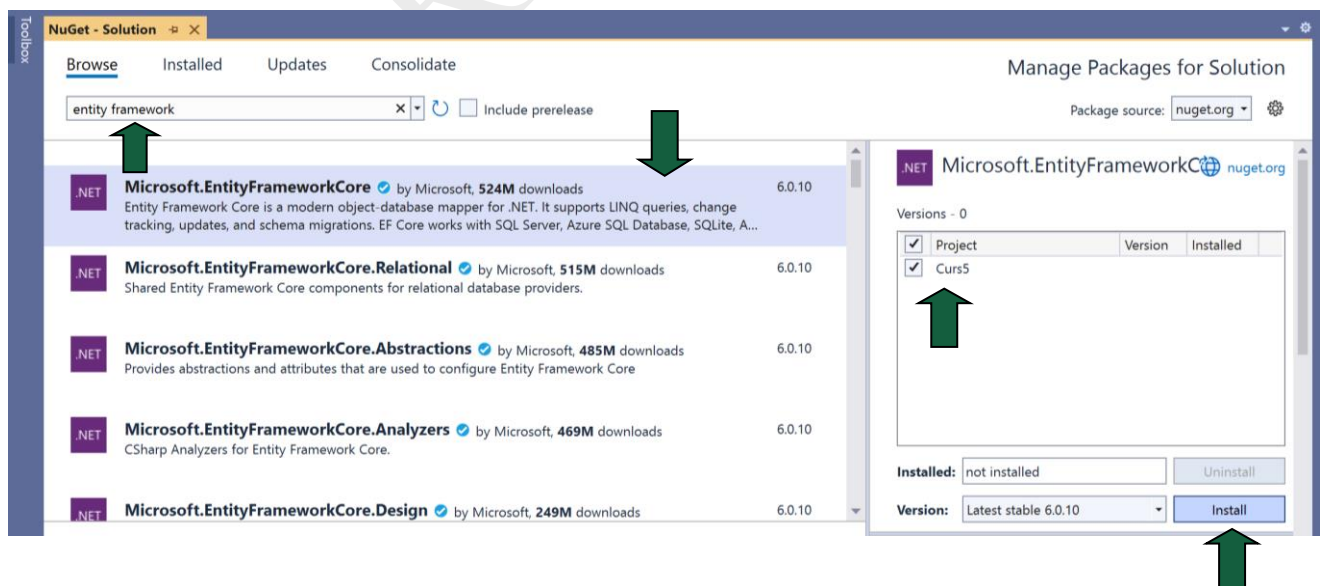 Toolbox
NuGet - Solution
Browse Installed Updates Consolidate
Manage Packages for Solution
entity framework
Include prerelease
Package source: nuget.org
.NET
Microsoft.EntityFrameworkCore by Microsoft, 524M downloads 6.0.10
Entity Framework Core is a modern object-database mapper for .NET. It supports LINQ queries, change
tracking, updates, and schema migrations. EF Core works with SQL Server, Azure SQL Database, SQLite, A...
.NET
Microsoft.EntityFrameworkCore.Relational by Microsoft, 515M downloads 6.0.10
Shared Entity Framework Core components for relational database providers.
.NET
Microsoft.EntityFrameworkCore.Abstractions by Microsoft, 485M downloads 6.0.10
Provides abstractions and attributes that are used to configure Entity Framework Core
.NET
Microsoft.EntityFrameworkCore.Analyzers by Microsoft, 469M downloads 6.0.10
CSharp Analyzers for Entity Framework Core.
.NET
Microsoft.EntityFrameworkCore.Design by Microsoft, 249M downloads 6.0.10
.NET
Microsoft.EntityFrameworkC nuget.org
Versions - 0
Project Version Installed
Curs5
Installed: not installed Uninstall
Version: Latest stable 6.0.10 Install